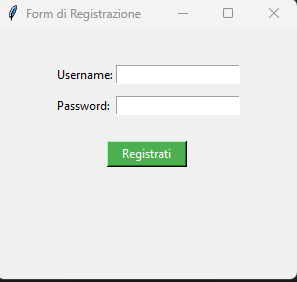 Form di Registrazione
Username:
Password:
Registrati